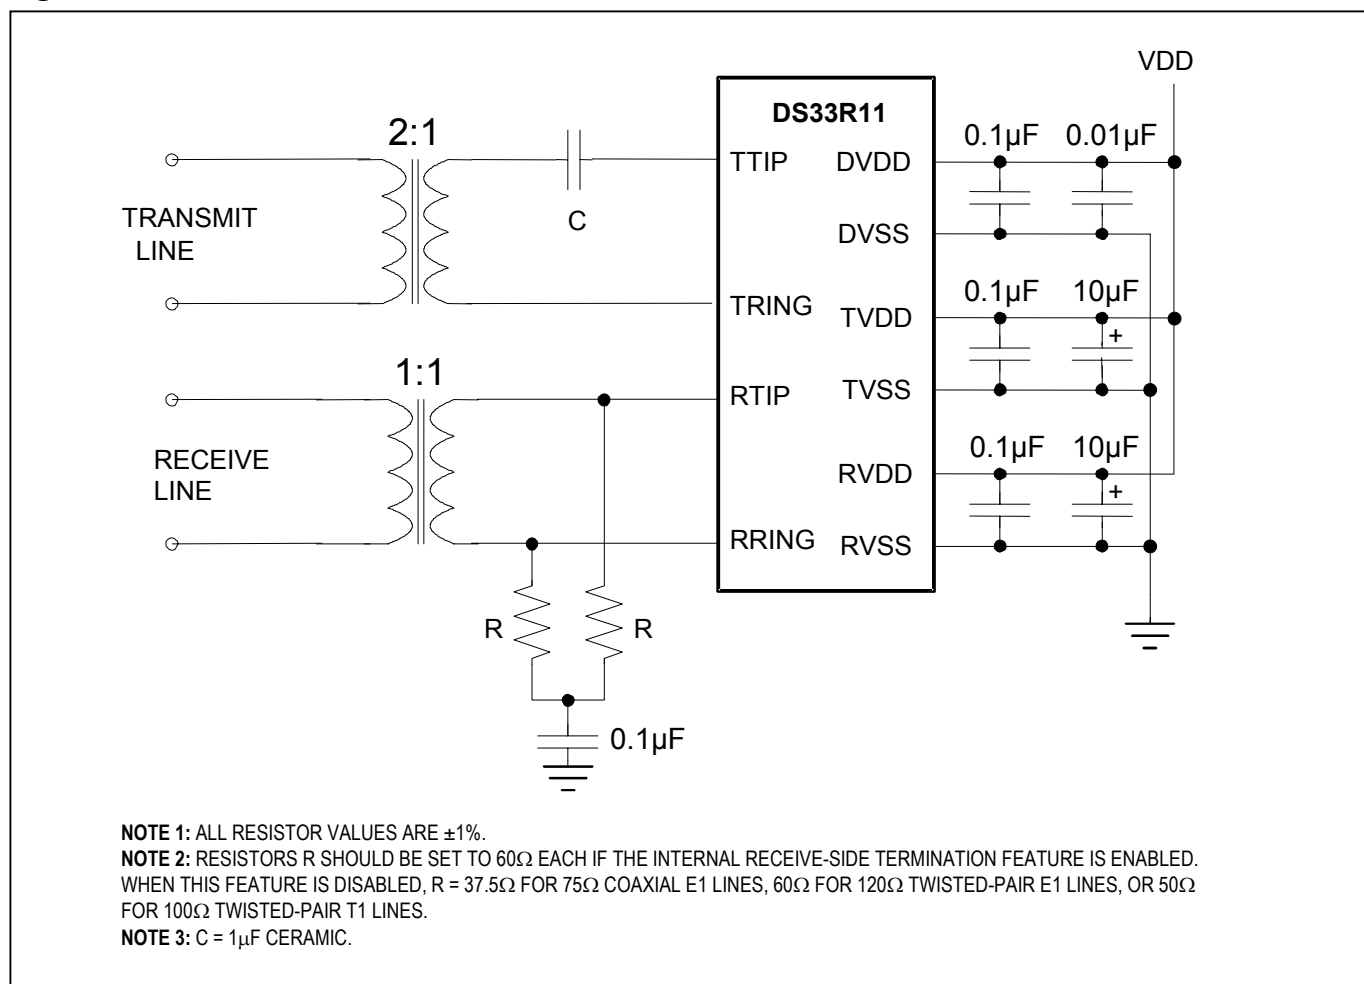 VDD
DS33R11
2:1
0.1µF 0.01µF
TTIP DVDD
TRANSMIT
LINE
C
DVSS
0.1µF 10µF
TRING TVDD
+
1:1
RTIP TVSS
0.1µF 10µF
RECEIVE
LINE
RVDD
+
RRING RVSS
R R
0.1µF
NOTE 1: ALL RESISTOR VALUES ARE ±1%.
NOTE 2: RESISTORS R SHOULD BE SET TO 60Ω EACH IF THE INTERNAL RECEIVE-SIDE TERMINATION FEATURE IS ENABLED.
WHEN THIS FEATURE IS DISABLED, R = 37.5Ω FOR 75Ω COAXIAL E1 LINES, 60Ω FOR 120Ω TWISTED-PAIR E1 LINES, OR 50Ω
FOR 100Ω TWISTED-PAIR T1 LINES.
NOTE 3: C = 1µF CERAMIC.